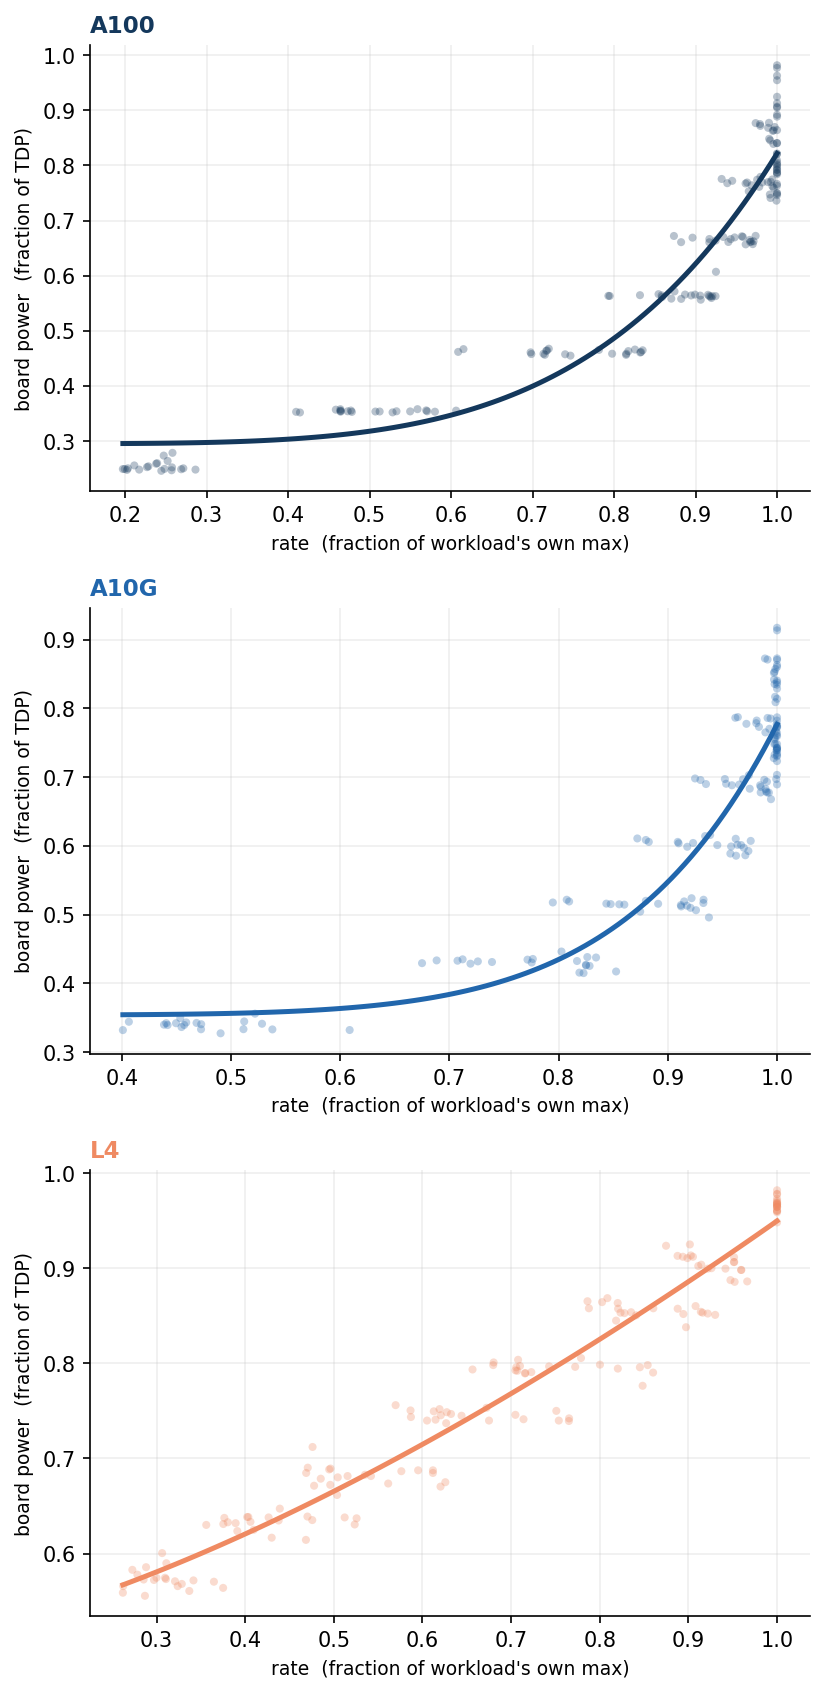 A100
1.0
0.9
0.8
0.7
0.6
0.5
0.4
0.3
board power (fraction of TDP)
0.2 0.3 0.4 0.5 0.6 0.7 0.8 0.9 1.0
rate (fraction of workload's own max)
A10G
0.9
0.8
0.7
0.6
0.5
0.4
0.3
board power (fraction of TDP)
0.4 0.5 0.6 0.7 0.8 0.9 1.0
rate (fraction of workload's own max)
L4
1.0
0.9
0.8
0.7
0.6
board power (fraction of TDP)
0.3 0.4 0.5 0.6 0.7 0.8 0.9 1.0
rate (fraction of workload's own max)